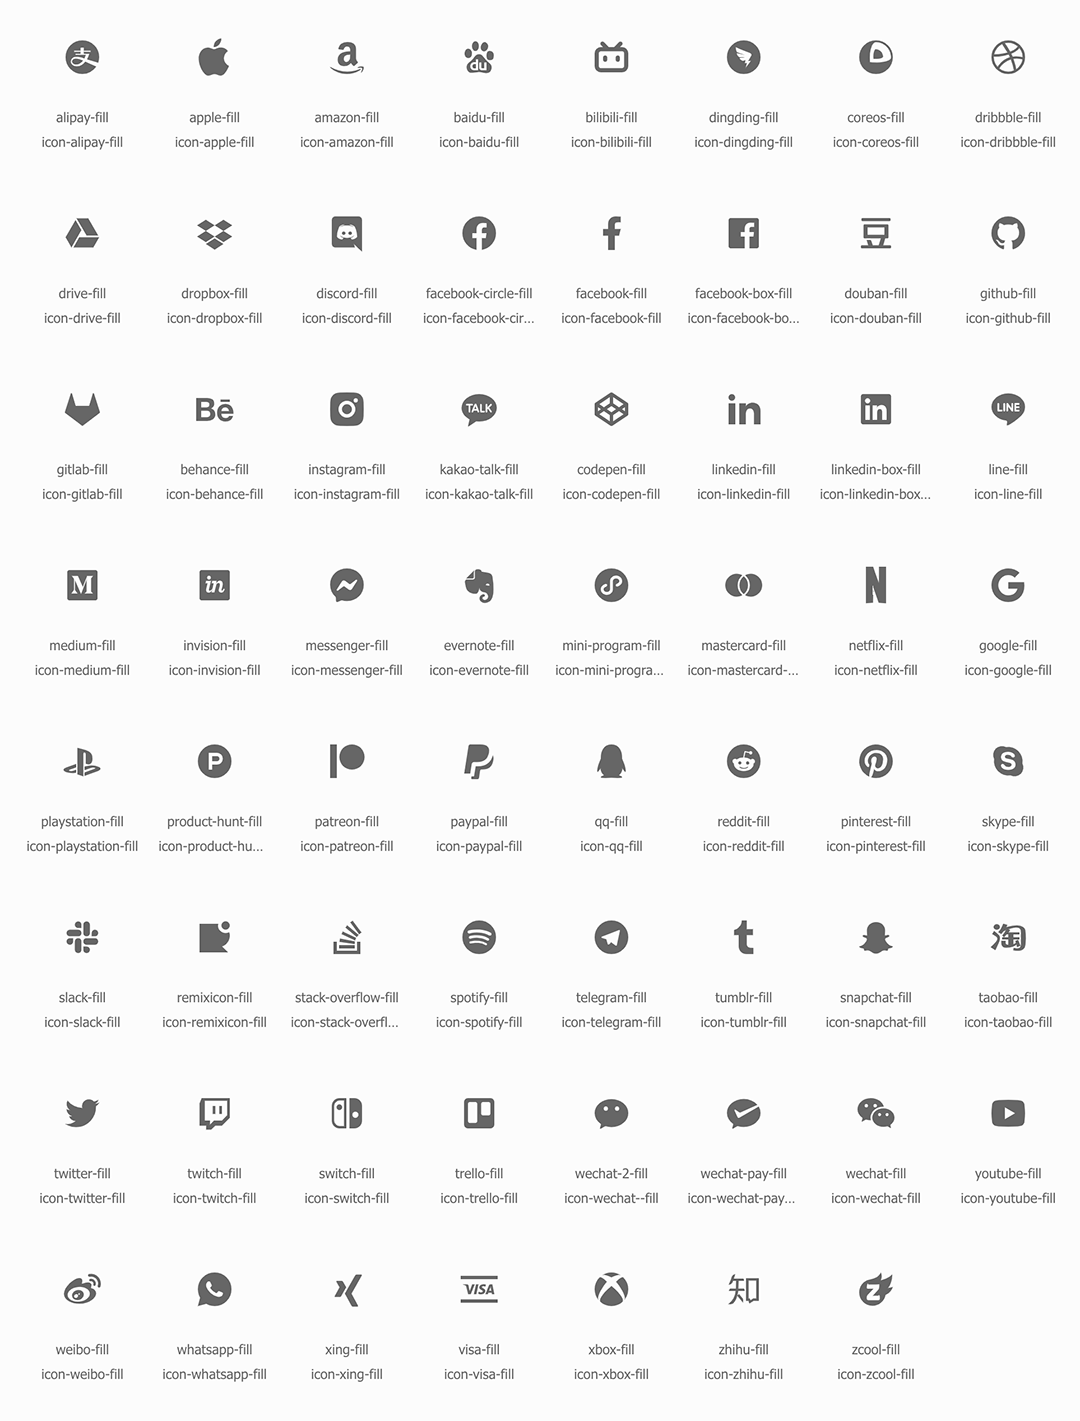 支 a du
alipay-fill apple-fill amazon-fill baidu-fill bilibili-fill dingding-fill coreos-fill dribbble-fill
icon-alipay-fill icon-apple-fill icon-amazon-fill icon-baidu-fill icon-bilibili-fill icon-dingding-fill icon-coreos-fill icon-dribbble-fill
f f f 豆
drive-fill dropbox-fill discord-fill facebook-circle-fill facebook-fill facebook-box-fill douban-fill github-fill
icon-drive-fill icon-dropbox-fill icon-discord-fill icon-facebook-cir... icon-facebook-fill icon-facebook-bo... icon-douban-fill icon-github-fill
Bē TALK in in LINE
gitlab-fill behance-fill instagram-fill kakao-talk-fill codepen-fill linkedin-fill linkedin-box-fill line-fill
icon-gitlab-fill icon-behance-fill icon-instagram-fill icon-kakao-talk-fill icon-codepen-fill icon-linkedin-fill icon-linkedin-box... icon-line-fill
M in N G
medium-fill invision-fill messenger-fill evernote-fill mini-program-fill mastercard-fill netflix-fill google-fill
icon-medium-fill icon-invision-fill icon-messenger-fill icon-evernote-fill icon-mini-progra... icon-mastercard-... icon-netflix-fill icon-google-fill
P P S
playstation-fill product-hunt-fill patreon-fill paypal-fill qq-fill reddit-fill pinterest-fill skype-fill
icon-playstation-fill icon-product-hu... icon-patreon-fill icon-paypal-fill icon-qq-fill icon-reddit-fill icon-pinterest-fill icon-skype-fill
t 淘
slack-fill remixicon-fill stack-overflow-fill spotify-fill telegram-fill tumblr-fill snapchat-fill taobao-fill
icon-slack-fill icon-remixicon-fill icon-stack-overfl... icon-spotify-fill icon-telegram-fill icon-tumblr-fill icon-snapchat-fill icon-taobao-fill
twitter-fill twitch-fill switch-fill trello-fill wechat-2-fill wechat-pay-fill wechat-fill youtube-fill
icon-twitter-fill icon-twitch-fill icon-switch-fill icon-trello-fill icon-wechat--fill icon-wechat-pay... icon-wechat-fill icon-youtube-fill
VISA 知 Z
weibo-fill whatsapp-fill xing-fill visa-fill xbox-fill zhihu-fill zcool-fill
icon-weibo-fill icon-whatsapp-fill icon-xing-fill icon-visa-fill icon-xbox-fill icon-zhihu-fill icon-zcool-fill